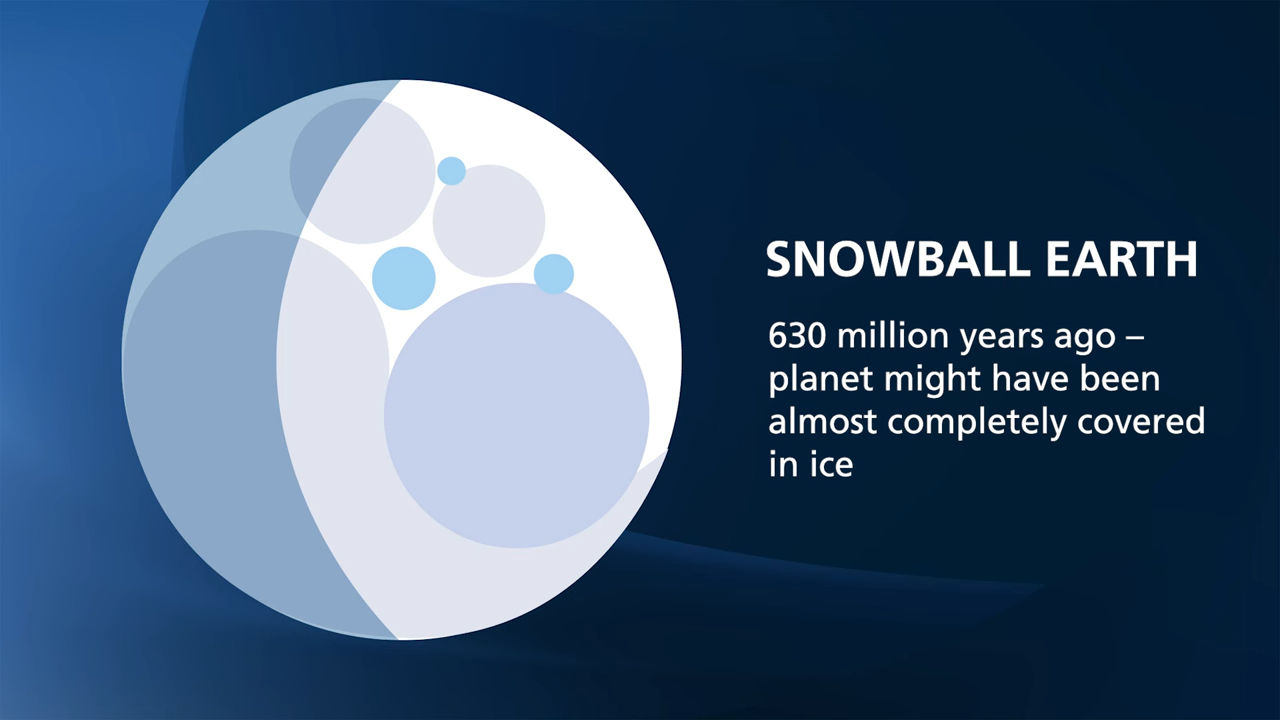 SNOWBALL EARTH
630 million years ago –
planet might have been
almost completely covered
in ice